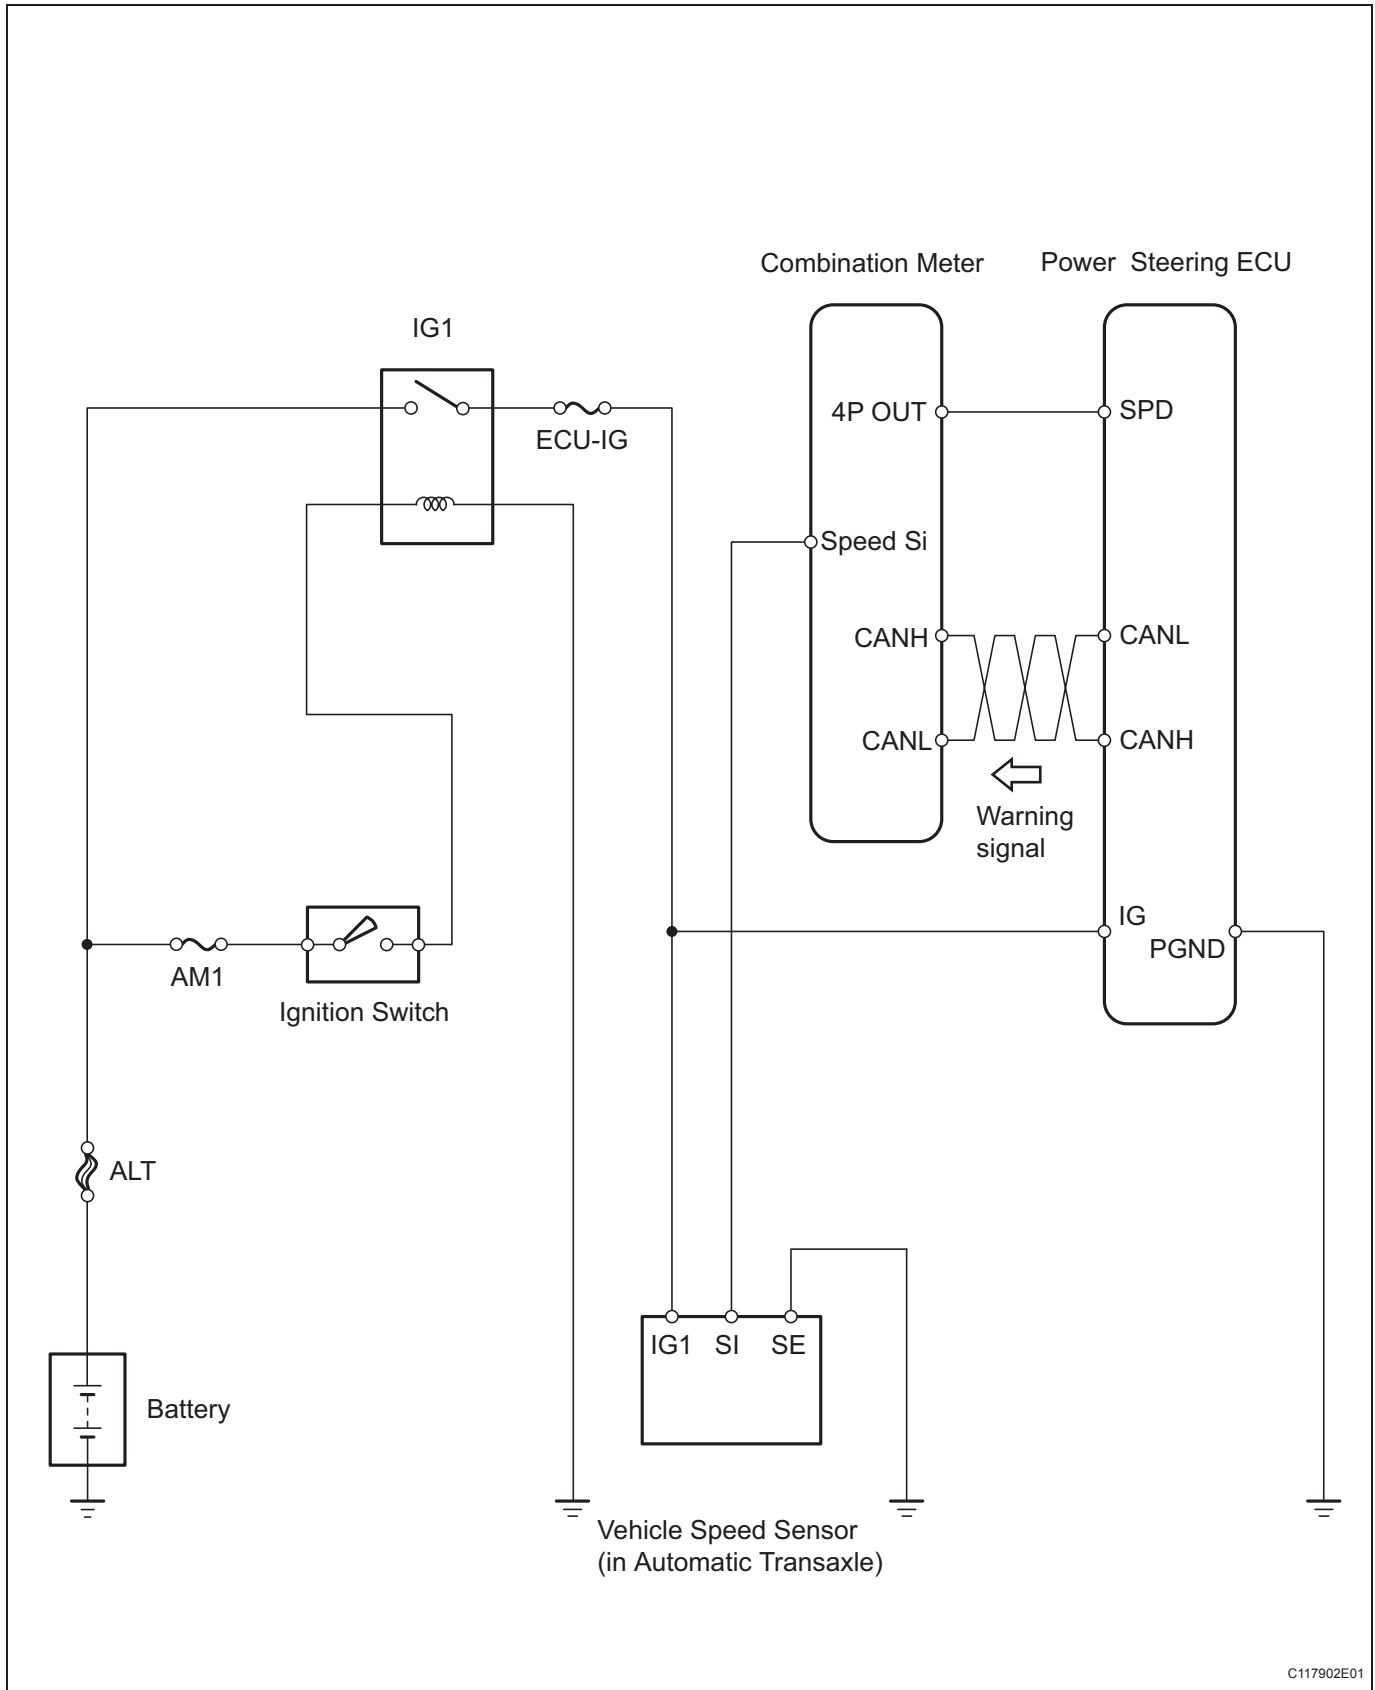 Combination Meter
Power Steering ECU
IG1
4P OUT
SPD
ECU-IG
Speed Si
CANH
CANL
CANL
CANH
Warning
signal
IG
PGND
AM1
Ignition Switch
ALT
IG1
SI
SE
Battery
Vehicle Speed Sensor
(in Automatic Transaxle)
C117902E01